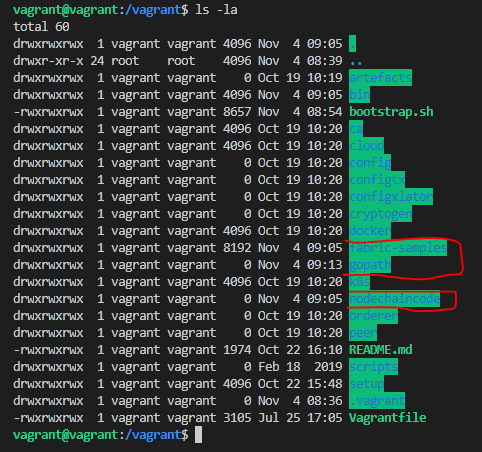 vagrant@vagrant:/vagrant$ ls -la
total 60
drwxrwxrwx  1 vagrant vagrant 4096 Nov  4 09:05 .
drwxr-xr-x 24 root    root    4096 Nov  4 08:39 ..
drwxrwxrwx  1 vagrant vagrant    0 Oct 19 10:19 artefacts
drwxrwxrwx  1 vagrant vagrant 4096 Nov  4 09:05 bin
-rwxrwxrwx  1 vagrant vagrant 8657 Nov  4 08:54 bootstrap.sh
drwxrwxrwx  1 vagrant vagrant 4096 Oct 19 10:20 ca
drwxrwxrwx  1 vagrant vagrant 4096 Oct 19 10:20 cloud
drwxrwxrwx  1 vagrant vagrant    0 Oct 19 10:20 config
drwxrwxrwx  1 vagrant vagrant    0 Oct 19 10:20 configtx
drwxrwxrwx  1 vagrant vagrant    0 Oct 19 10:20 configxlaton
drwxrwxrwx  1 vagrant vagrant    0 Oct 19 10:20 cryptogen
drwxrwxrwx  1 vagrant vagrant 4096 Oct 19 10:20 docker
drwxrwxrwx  1 vagrant vagrant 8192 Nov  4 09:05 fabric-samples
drwxrwxrwx  1 vagrant vagrant    0 Nov  4 09:13 gopath
drwxrwxrwx  1 vagrant vagrant 4096 Oct 19 10:20 k8s
drwxrwxrwx  1 vagrant vagrant    0 Nov  4 09:05 nodechaincode
drwxrwxrwx  1 vagrant vagrant    0 Oct 19 10:20 orderer
drwxrwxrwx  1 vagrant vagrant    0 Oct 19 10:20 peer
-rwxrwxrwx  1 vagrant vagrant 1974 Oct 22 16:10 README.md
drwxrwxrwx  1 vagrant vagrant    0 Feb 18  2019 scripts
drwxrwxrwx  1 vagrant vagrant 4096 Oct 22 15:48 setup
drwxrwxrwx  1 vagrant vagrant    0 Nov  4 08:36 .vagrant
-rwxrwxrwx  1 vagrant vagrant 3105 Jul 25 17:05 Vagrantfile
vagrant@vagrant:/vagrant$